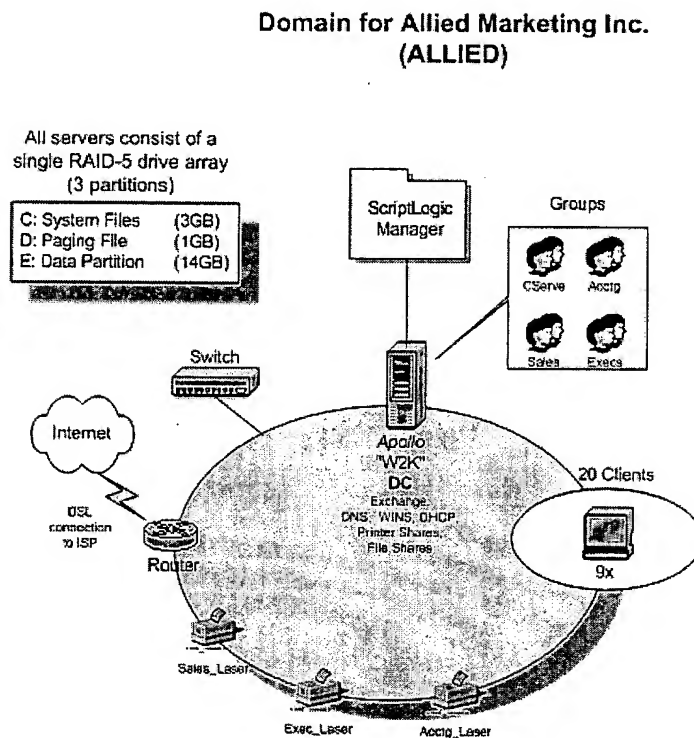 Domain for Allied Marketing Inc.
(ALLIED)
All servers consist of a
single RAID-5 drive array
(3 partitions)
C: System Files (3GB)
D: Paging File (1GB)
E: Data Partition (14GB)
ScriptLogic
Manager
Groups
CServe
Acctg
Sales
Execs
Switch
Internet
DSL
connection
to ISP
Router
Apollo
"W2K"
DC
Exchange,
DNS, WINS, DHCP,
Printer Shares,
File Shares
20 Clients
9x
Sales_Laser
Exec_Laser
Acctg_Laser